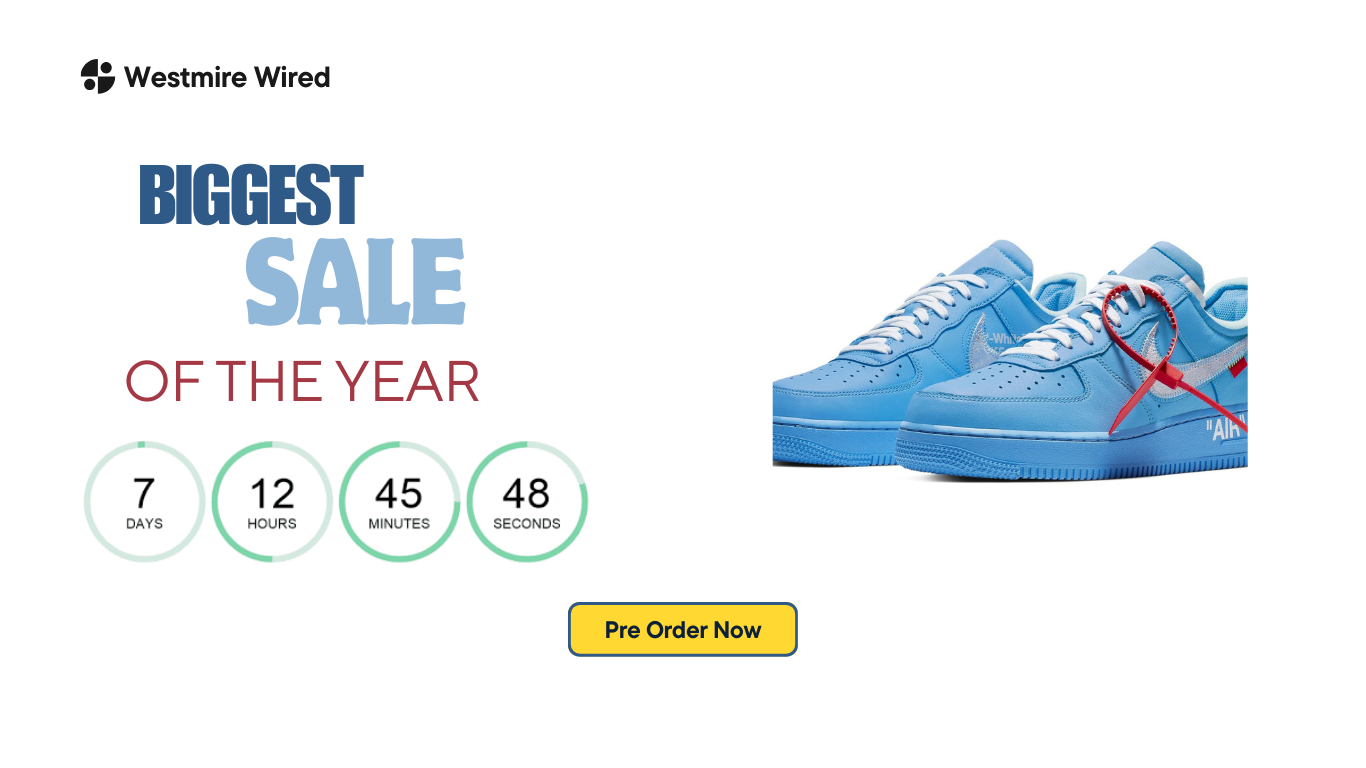 Westmire Wired
BIGGEST
SALE
OF THE YEAR
7
DAYS
12
HOURS
45
MINUTES
48
SECONDS
"AIR"
Pre Order Now